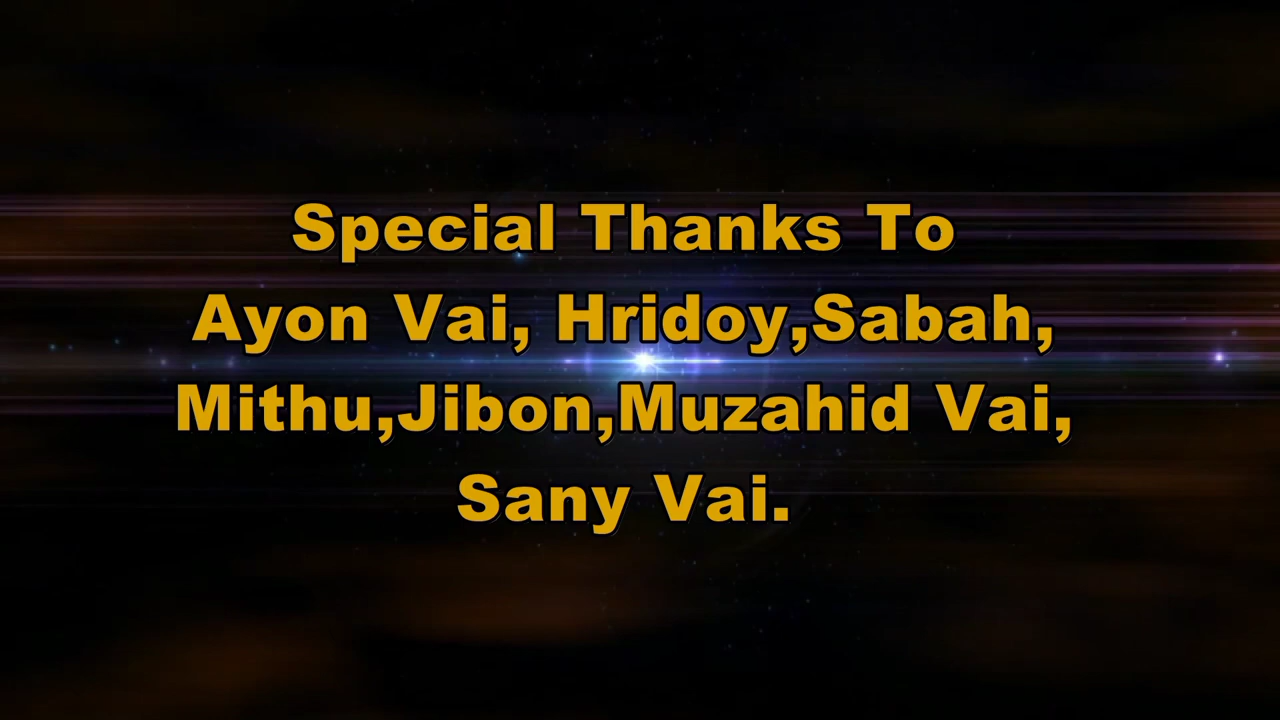 Special Thanks To
Ayon Vai, Hridoy,Sabah,
Mithu,Jibon,Muzahid Vai,
Sany Vai.